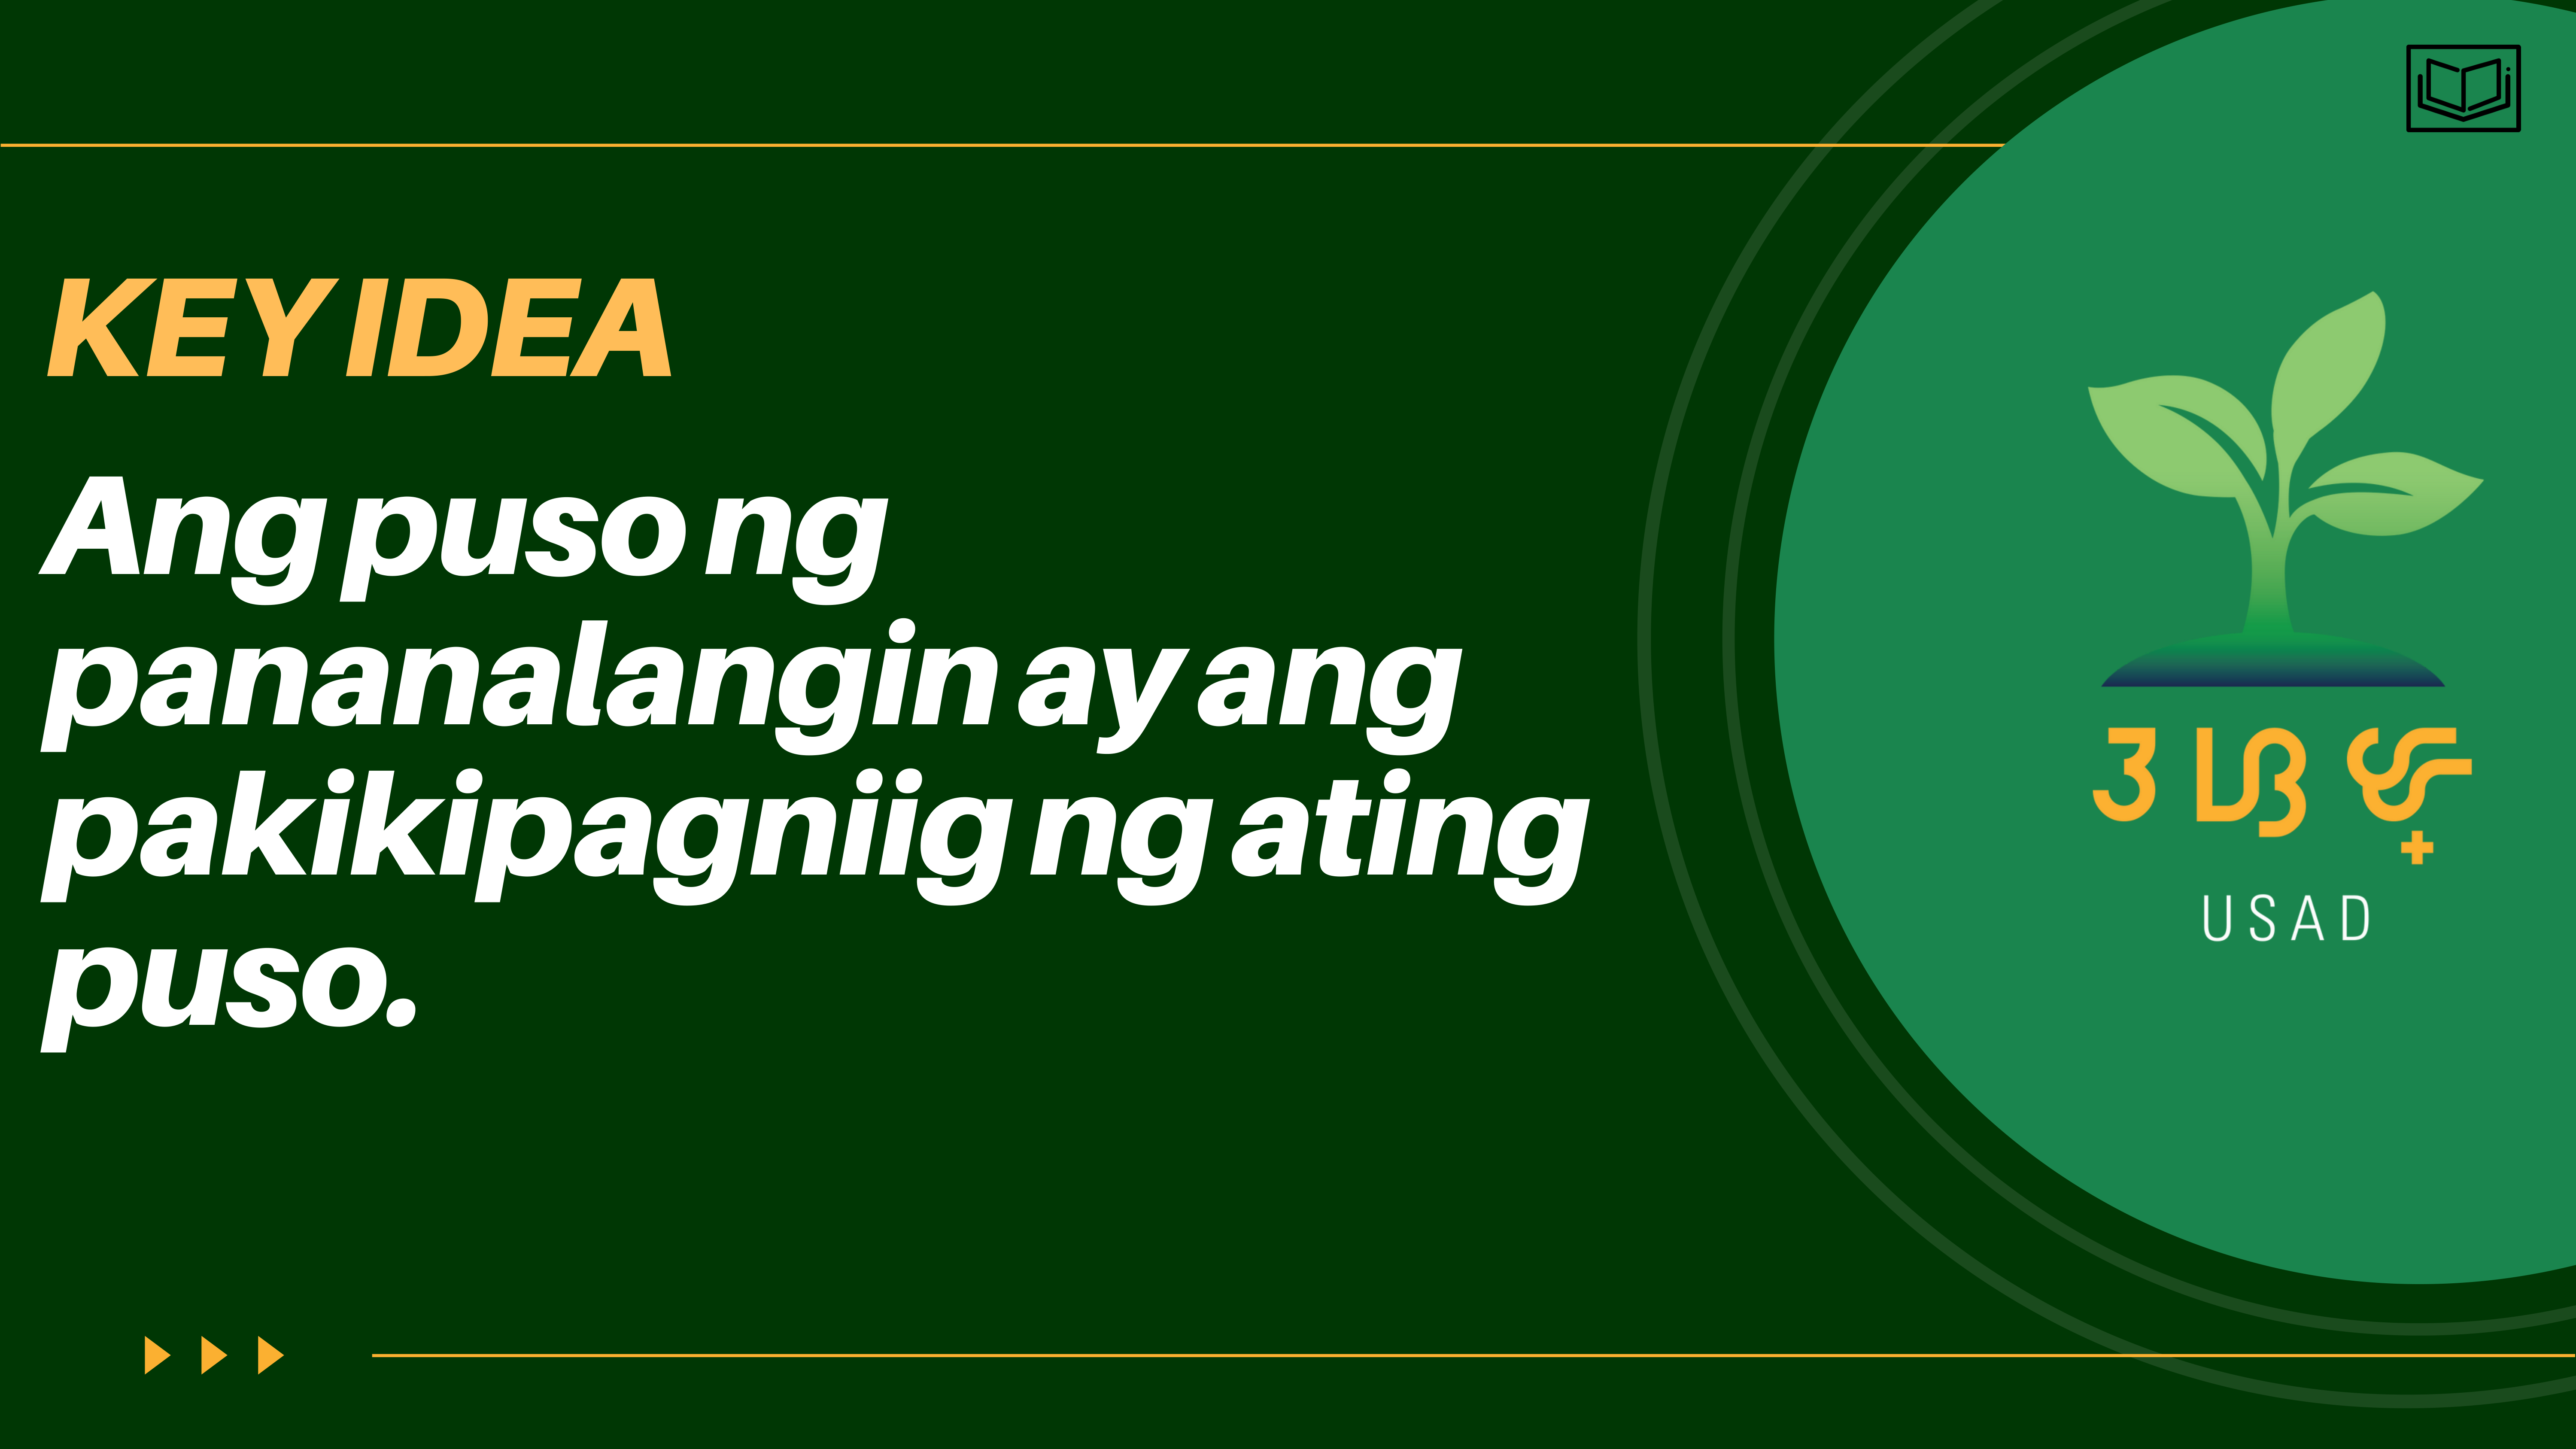 KEY IDEA
Ang puso ng
pananalangin ay ang
pakikipagniig ng ating
puso.
ᜂ ᜐ ᜇ᜔
USAD